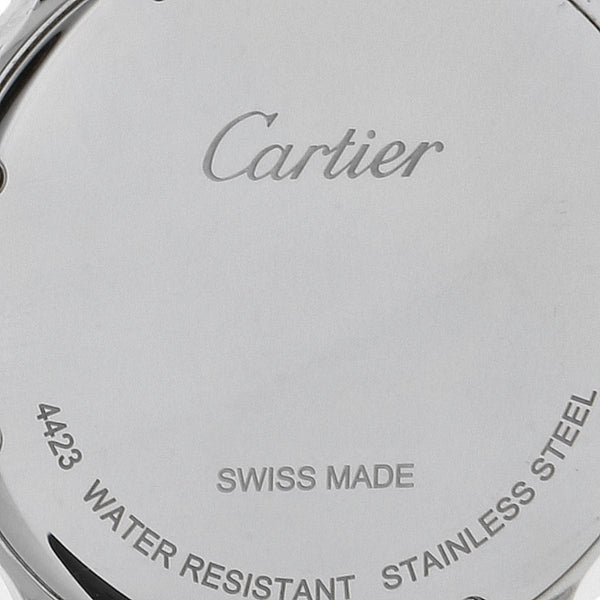 Cartier
SWISS MADE
4423 WATER RESISTANT STAINLESS STEEL